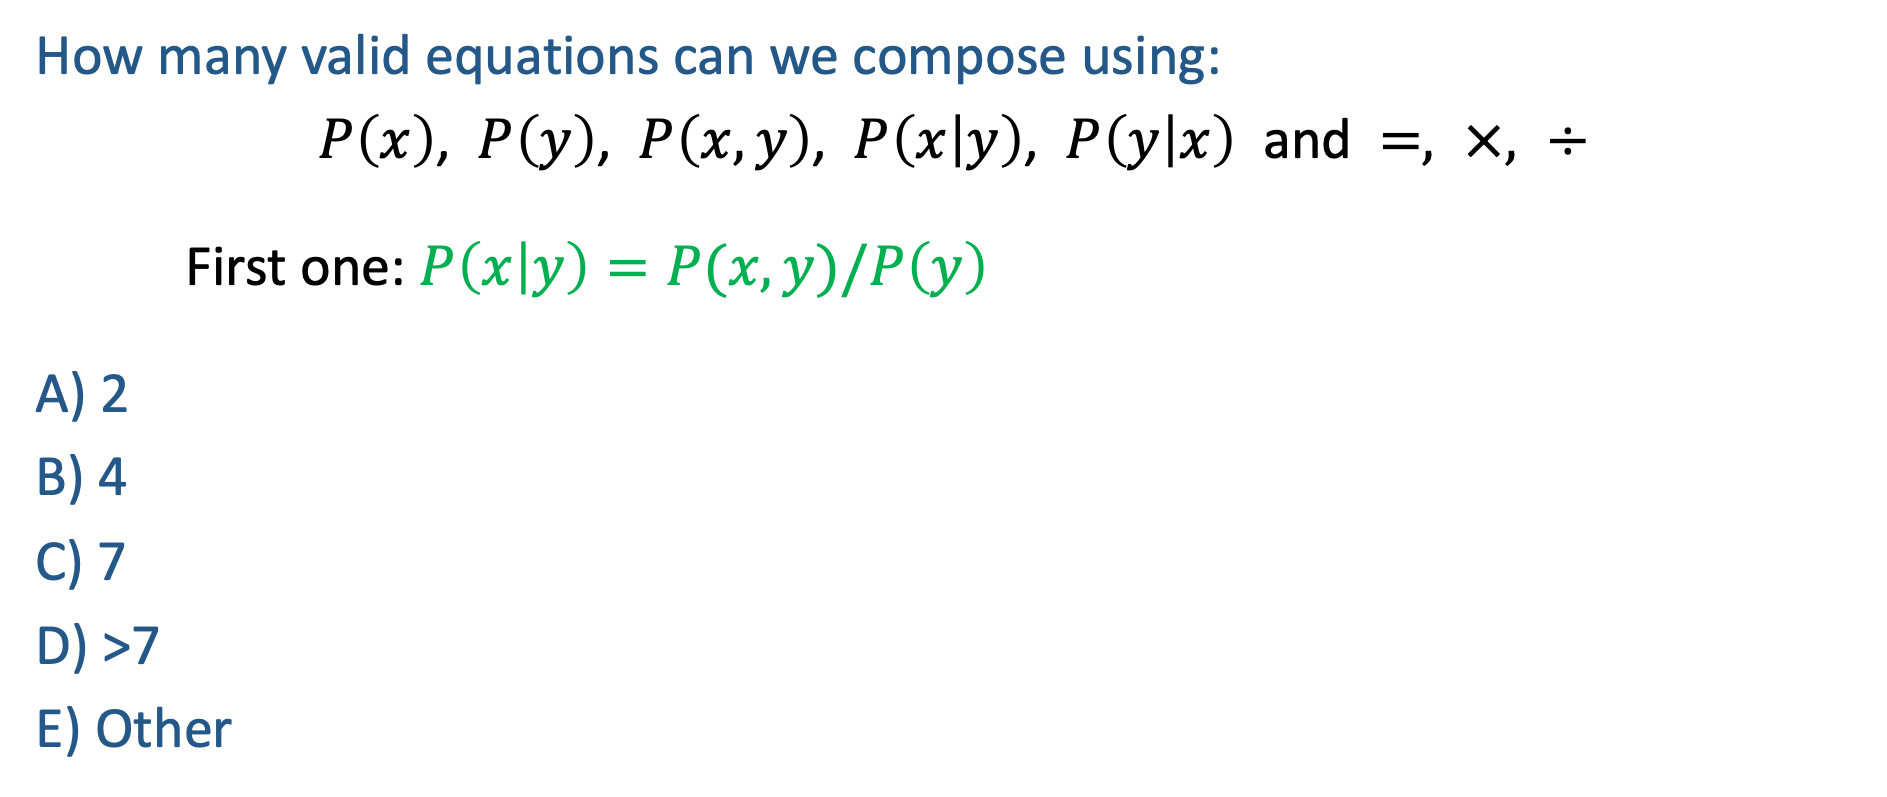 How many valid equations can we compose using:
P(x), P(y), P(x, y), P(x|y), P(y|x) and =, ×, ÷
First one: P(x|y) = P(x, y)/P(y)
A) 2
B) 4
C) 7
D) >7
E) Other